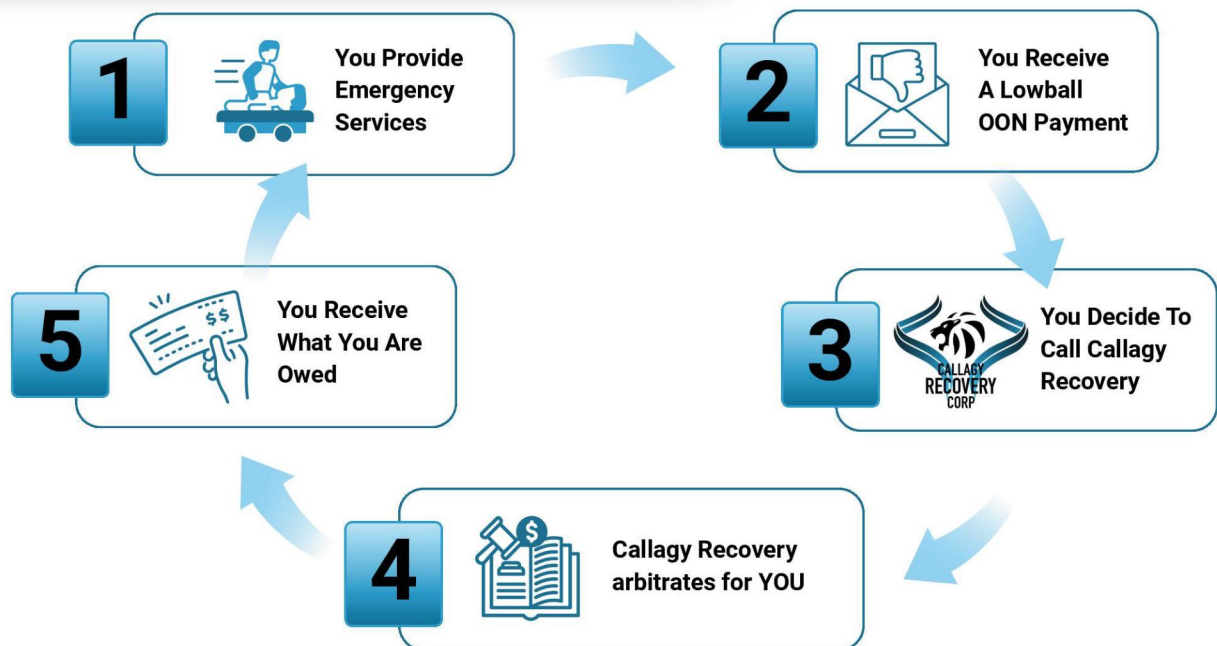 1
You Provide
Emergency
Services
2
You Receive
A Lowball
OON Payment
3
CALLAGY
RECOVERY
CORP
You Decide To
Call Callagy
Recovery
4
$
Callagy Recovery
arbitrates for YOU
5
$$
You Receive
What You Are
Owed